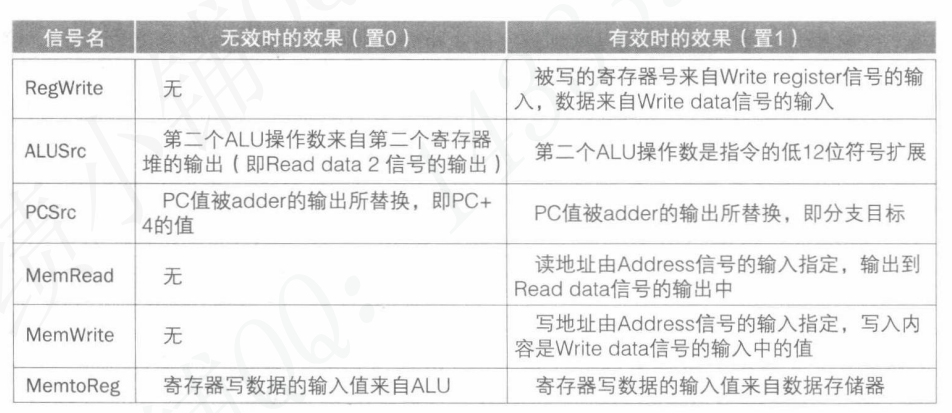 信号名 无效时的效果（置0） 有效时的效果（置1）
RegWrite 无 被写的寄存器号来自Write register信号的输
入，数据来自Write data信号的输入
ALUSrc 第二个ALU操作数来自第二个寄存器
堆的输出（即Read data 2 信号的输出） 第二个ALU操作数是指令的低12位符号扩展
PCSrc PC值被adder的输出所替换，即PC+
4的值 PC值被adder的输出所替换，即分支目标
MemRead 无 读地址由Address信号的输入指定，输出到
Read data信号的输出中
MemWrite 无 写地址由Address信号的输入指定，写入内
容是Write data信号的输入中的值
MemtoReg 寄存器写数据的输入值来自ALU 寄存器写数据的输入值来自数据存储器